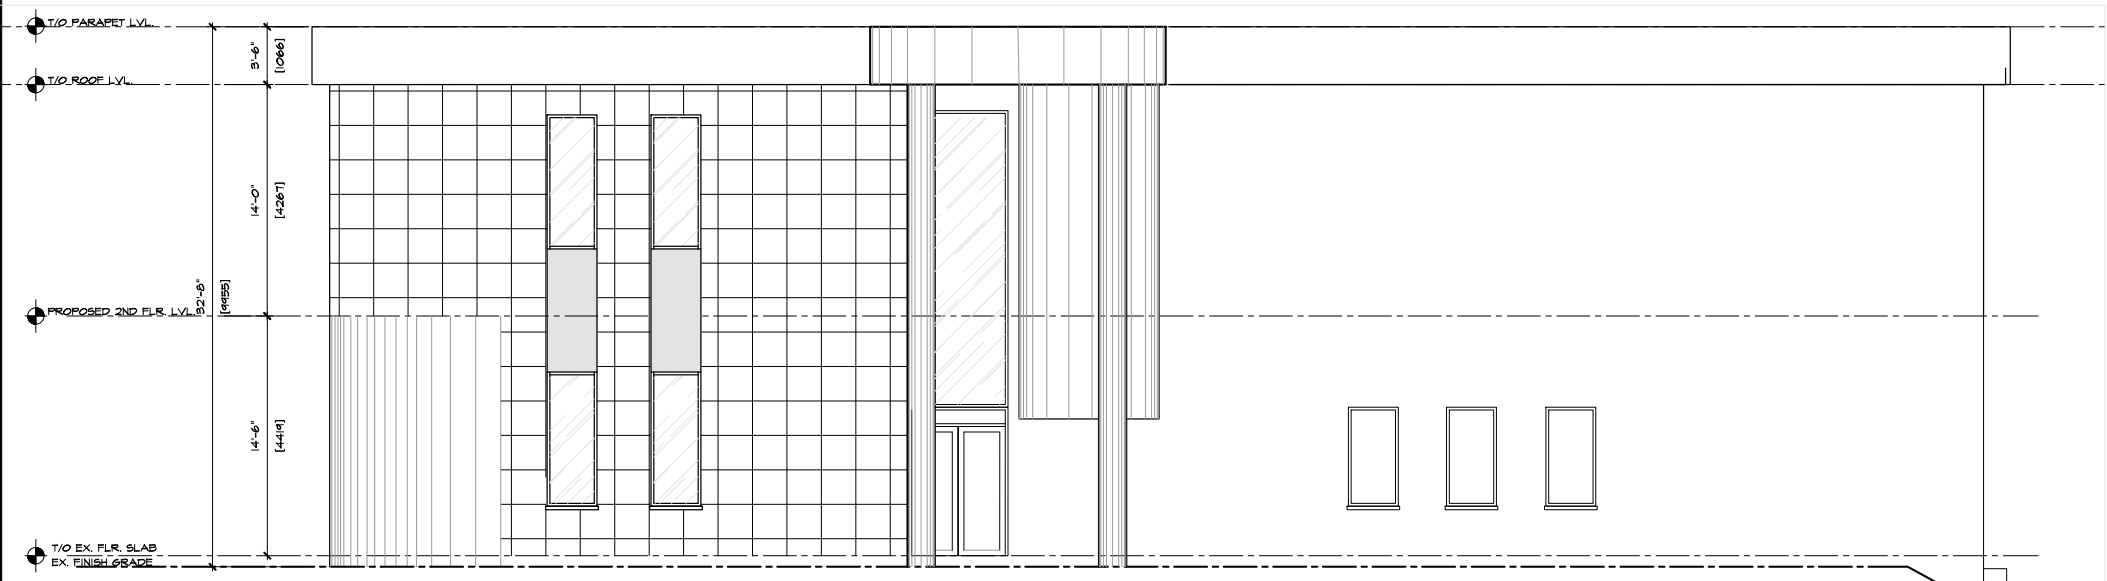 T/O PARAPET LVL.
3'-6"
[1066]
T/O ROOF LVL.
14'-0"
[4267]
32'-8"
[9955]
PROPOSED 2ND FLR. LVL.
14'-6"
[4419]
T/O EX. FLR. SLAB
EX. FINISH GRADE